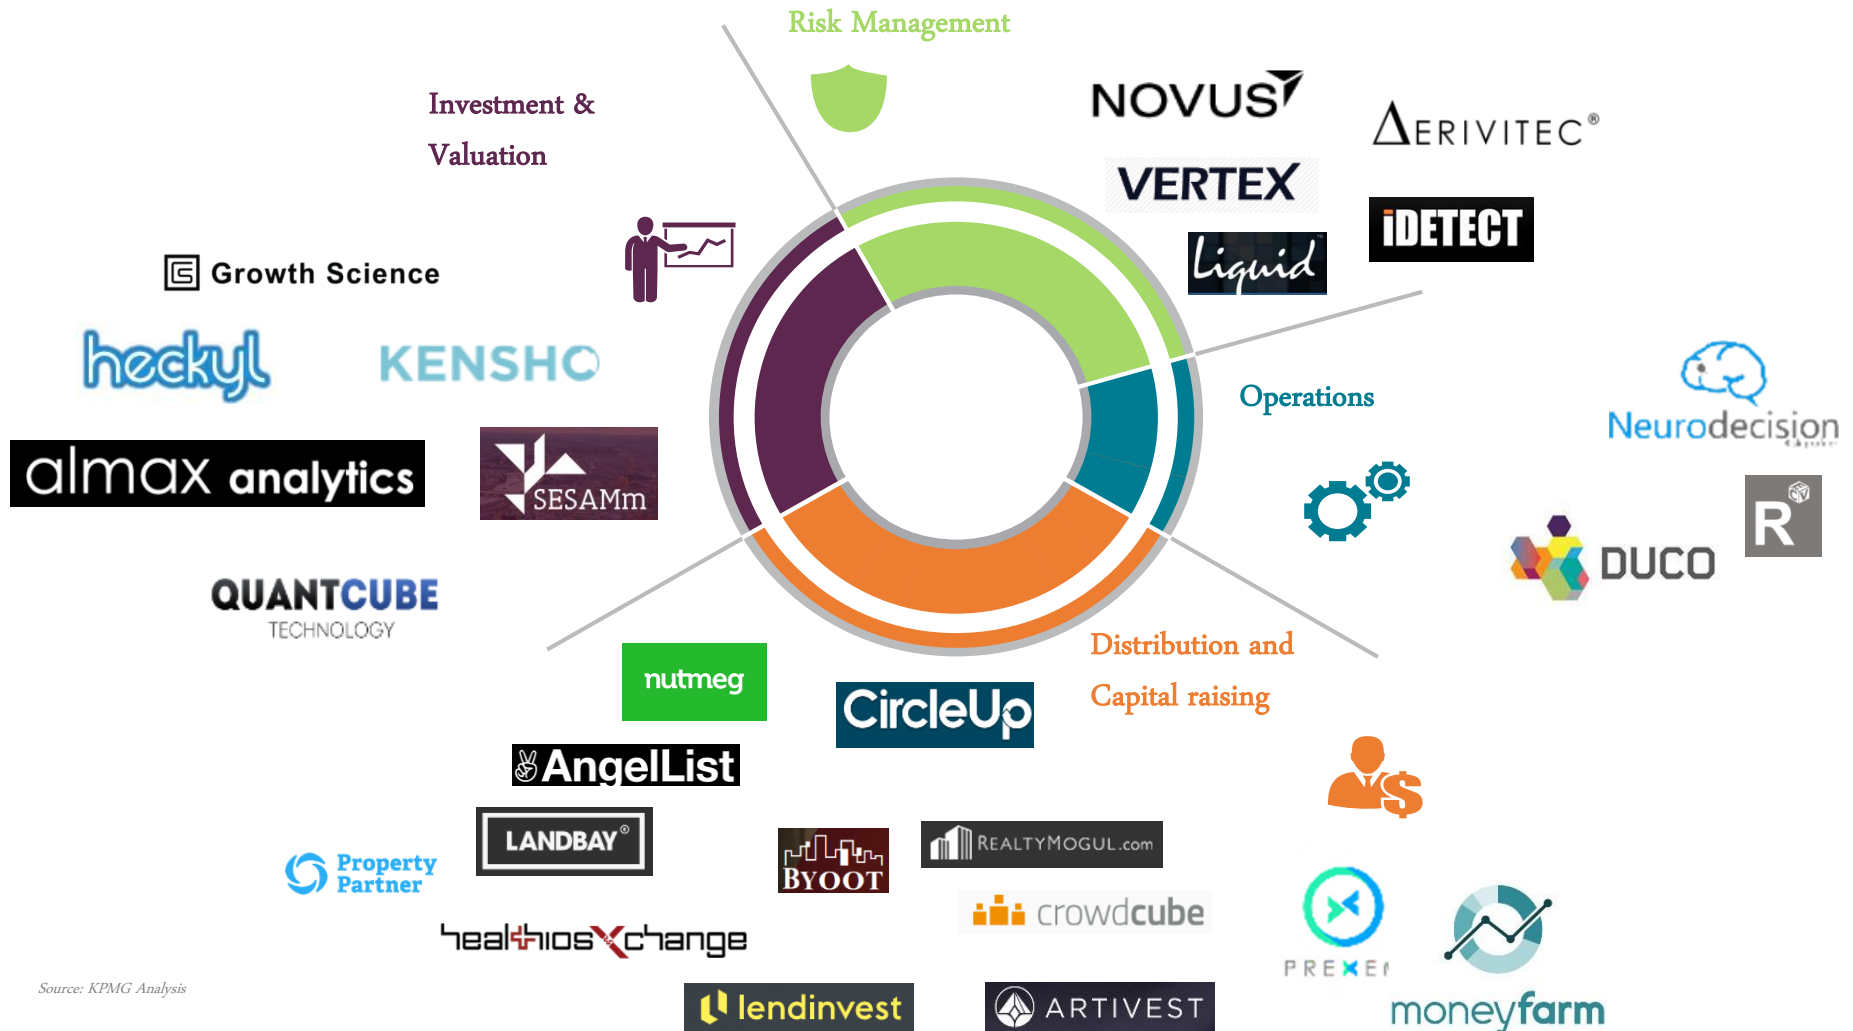 Risk Management
Investment &
Valuation
NOVUS
AERIVITEC®
VERTEX
iDETECT
Liquid
Growth Science
heckyl
KENSHO
almax analytics
SESAMm
QUANTCUBE
TECHNOLOGY
Operations
Neurodecision
R
DUCO
Distribution and
Capital raising
nutmeg
CircleUp
AngelList
LANDBAY®
Property
Partner
BYOOT
REALTYMOGUL.com
crowdcube
healthiosXchange
PREXEM
moneyfarm
lendinvest
ARTIVEST
Source: KPMG Analysis